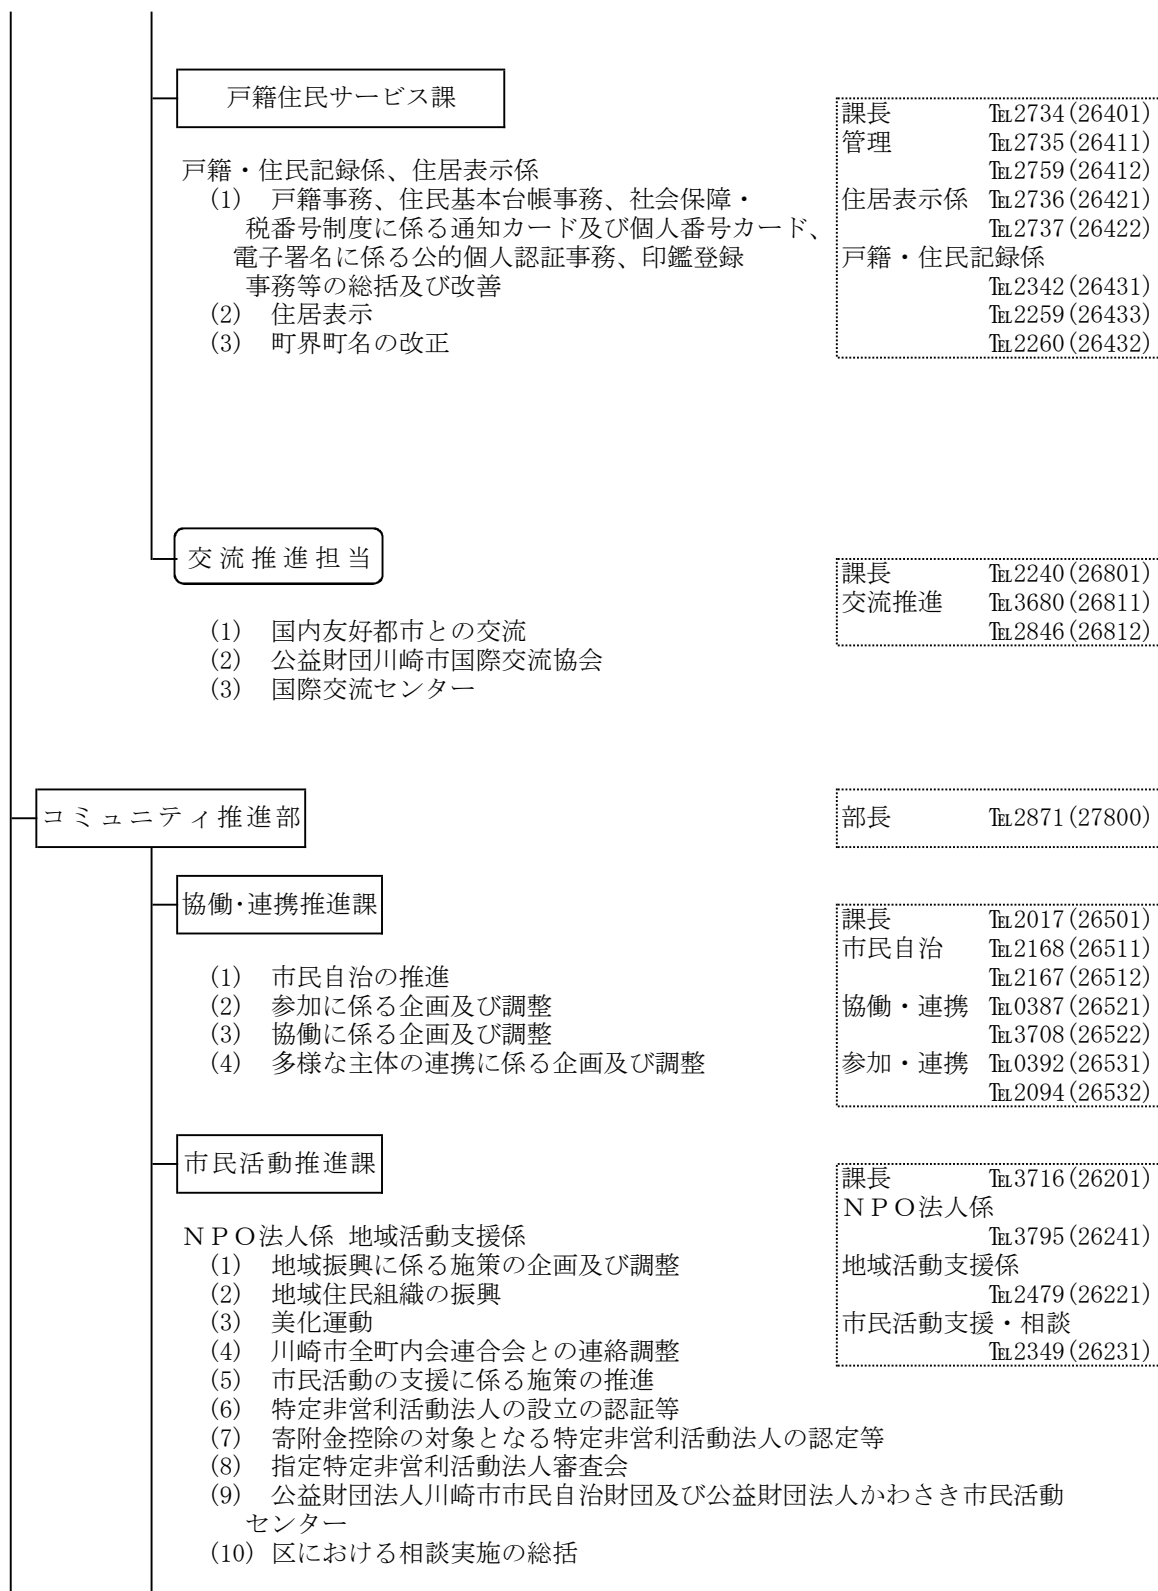 戸籍住民サービス課
課長 ℡2734(26401)
管理 ℡2735(26411)
℡2759(26412)
住居表示係 ℡2736(26421)
℡2737(26422)
戸籍・住民記録係
℡2342(26431)
℡2259(26433)
℡2260(26432)
戸籍・住民記録係、住居表示係
(1) 戸籍事務、住民基本台帳事務、社会保障・
税番号制度に係る通知カード及び個人番号カード、
電子署名に係る公的個人認証事務、印鑑登録
事務等の総括及び改善
(2) 住居表示
(3) 町界町名の改正
交流推進担当
課長 ℡2240(26801)
交流推進 ℡3680(26811)
℡2846(26812)
(1) 国内友好都市との交流
(2) 公益財団川崎市国際交流協会
(3) 国際交流センター
コミュニティ推進部
部長 ℡2871(27800)
協働・連携推進課
課長 ℡2017(26501)
市民自治 ℡2168(26511)
℡2167(26512)
協働・連携 ℡0387(26521)
℡3708(26522)
参加・連携 ℡0392(26531)
℡2094(26532)
(1) 市民自治の推進
(2) 参加に係る企画及び調整
(3) 協働に係る企画及び調整
(4) 多様な主体の連携に係る企画及び調整
市民活動推進課
課長 ℡3716(26201)
NPO法人係
℡3795(26241)
地域活動支援係
℡2479(26221)
市民活動支援・相談
℡2349(26231)
NPO法人係 地域活動支援係
(1) 地域振興に係る施策の企画及び調整
(2) 地域住民組織の振興
(3) 美化運動
(4) 川崎市全町内会連合会との連絡調整
(5) 市民活動の支援に係る施策の推進
(6) 特定非営利活動法人の設立の認証等
(7) 寄附金控除の対象となる特定非営利活動法人の認定等
(8) 指定特定非営利活動法人審査会
(9) 公益財団法人川崎市市民自治財団及び公益財団法人かわさき市民活動
センター
(10) 区における相談実施の総括